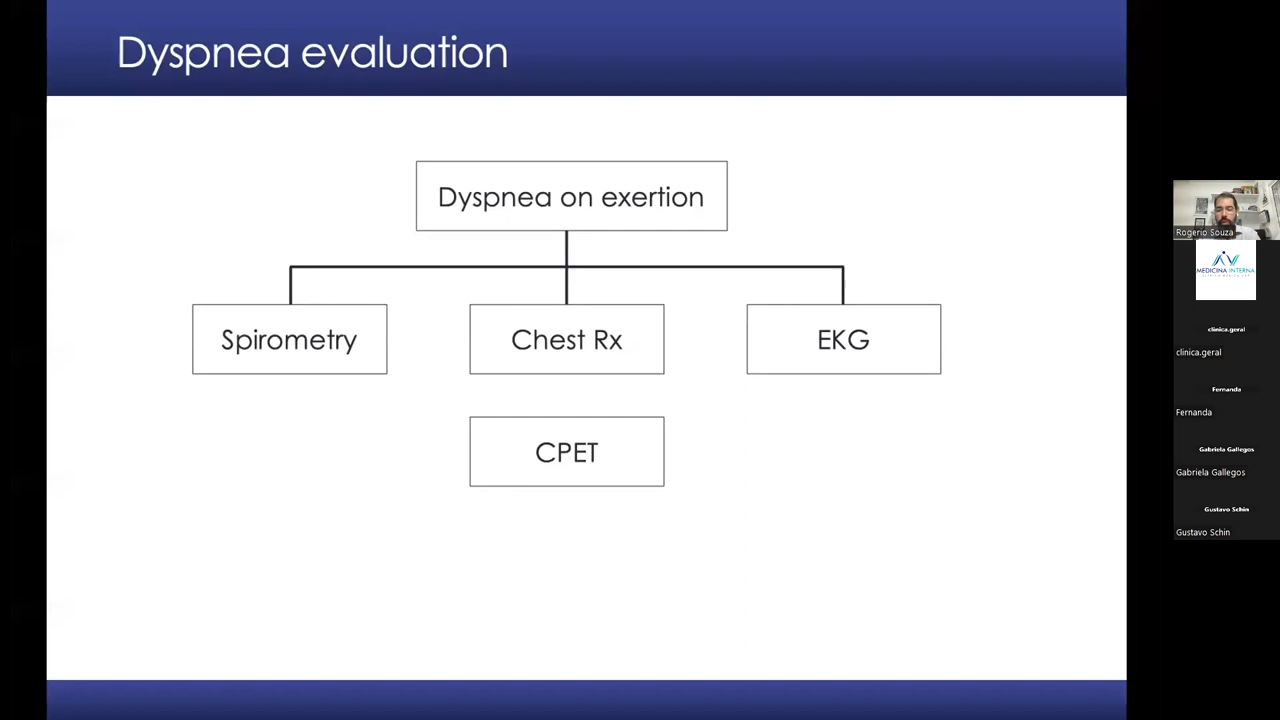 Dyspnea evaluation
Dyspnea on exertion
Spirometry
Chest Rx
EKG
CPET
Rogerio Souza
MEDICINA INTERNA
clinica.geral
clinica.geral
Fernanda
Fernanda
Gabriela Gallegos
Gabriela Gallegos
Gustavo Schin
Gustavo Schin